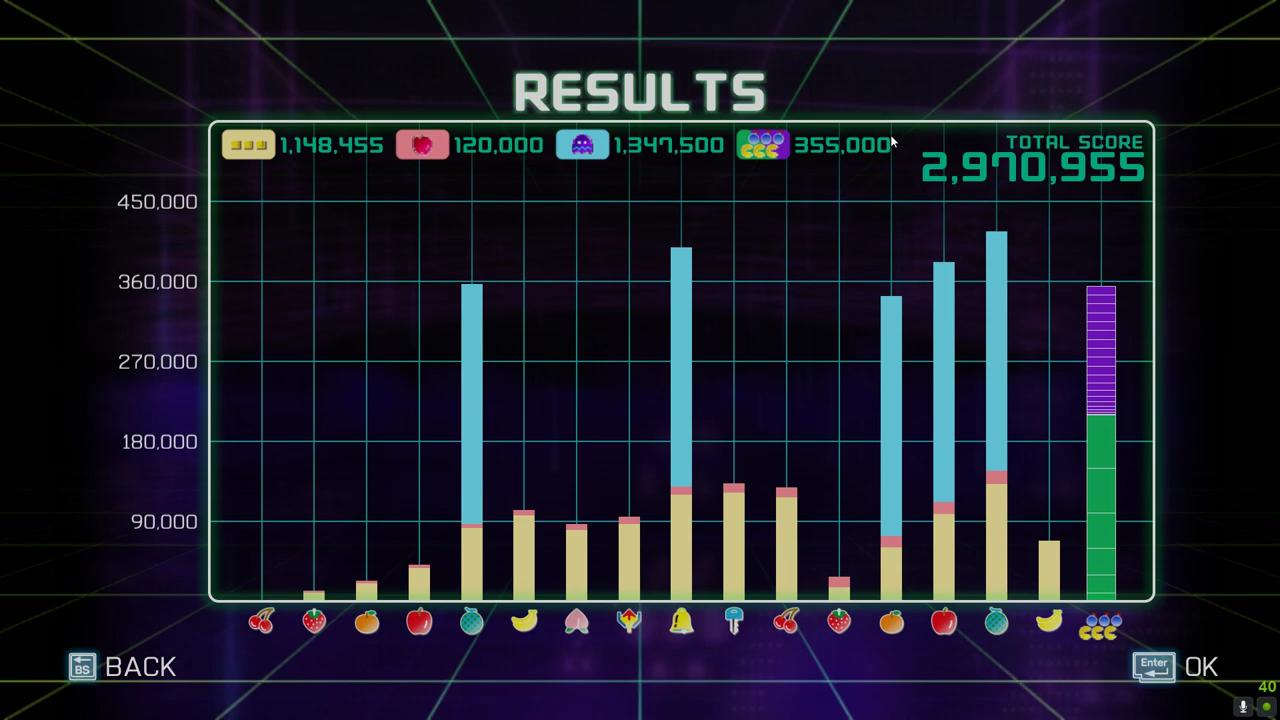 RESULTS
1,148,455 120,000 1,347,500 355,000
TOTAL SCORE
2,970,955
450,000
360,000
270,000
180,000
90,000
BS BACK
Enter OK
40